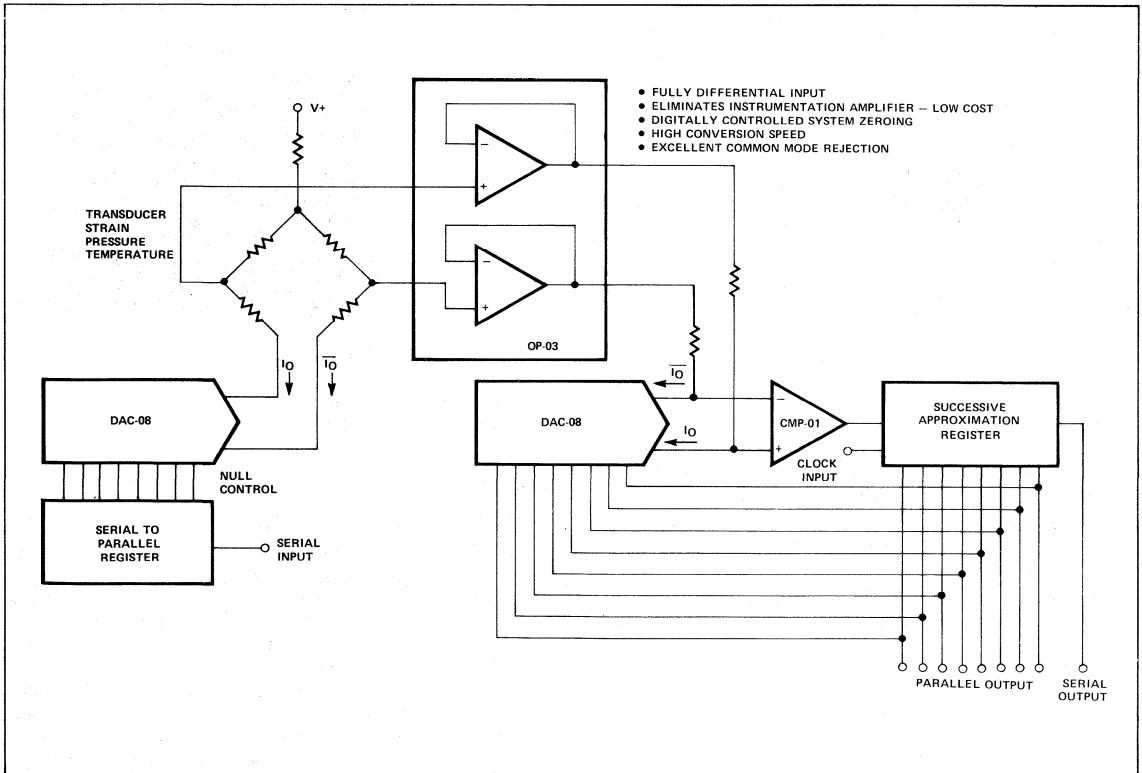 V+
• FULLY DIFFERENTIAL INPUT
• ELIMINATES INSTRUMENTATION AMPLIFIER – LOW COST
• DIGITALLY CONTROLLED SYSTEM ZEROING
• HIGH CONVERSION SPEED
• EXCELLENT COMMON MODE REJECTION
TRANSDUCER
STRAIN
PRESSURE
TEMPERATURE
−
+
−
+
OP-03
IO
IO
DAC-08
NULL
CONTROL
SERIAL TO
PARALLEL
REGISTER
SERIAL
INPUT
DAC-08
IO
IO
−
CMP-01
+
CLOCK
INPUT
SUCCESSIVE
APPROXIMATION
REGISTER
PARALLEL OUTPUT
SERIAL
OUTPUT